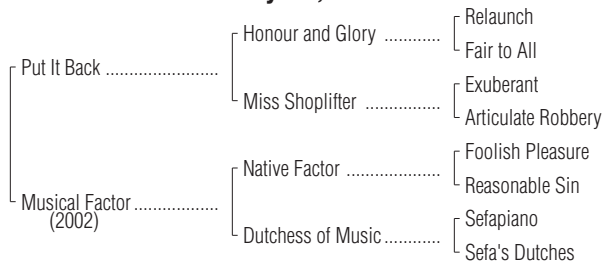 Put It Back ........................
Honour and Glory ............
Relaunch
Fair to All
Miss Shoplifter ................
Exuberant
Articulate Robbery
Musical Factor ..................
(2002)
Native Factor ....................
Foolish Pleasure
Reasonable Sin
Dutchess of Music ............
Sefapiano
Sefa's Dutches